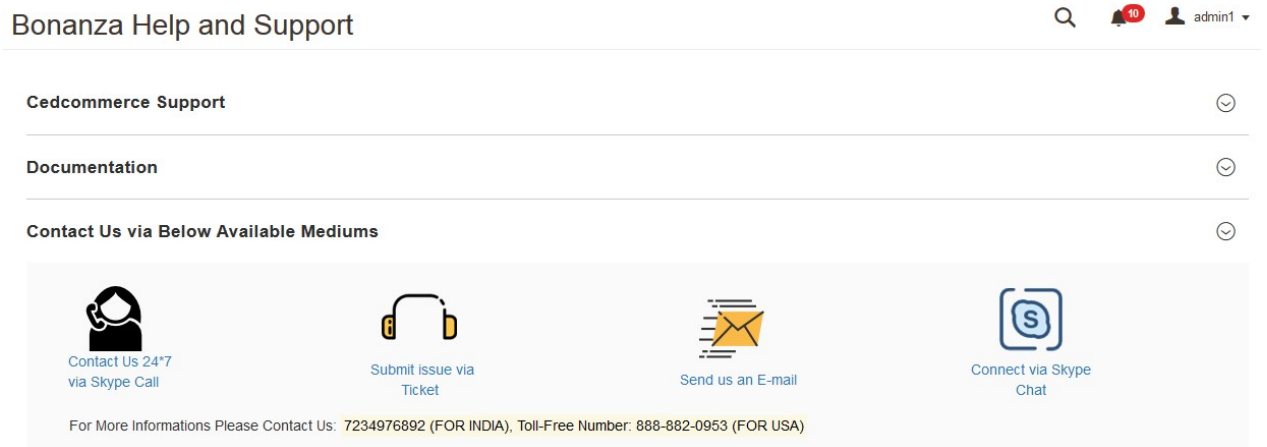 Bonanza Help and Support
10
admin1
Cedcommerce Support
Documentation
Contact Us via Below Available Mediums
S
Contact Us 24*7
via Skype Call
Submit issue via
Ticket
Send us an E-mail
Connect via Skype
Chat
For More Informations Please Contact Us: 7234976892 (FOR INDIA), Toll-Free Number: 888-882-0953 (FOR USA)